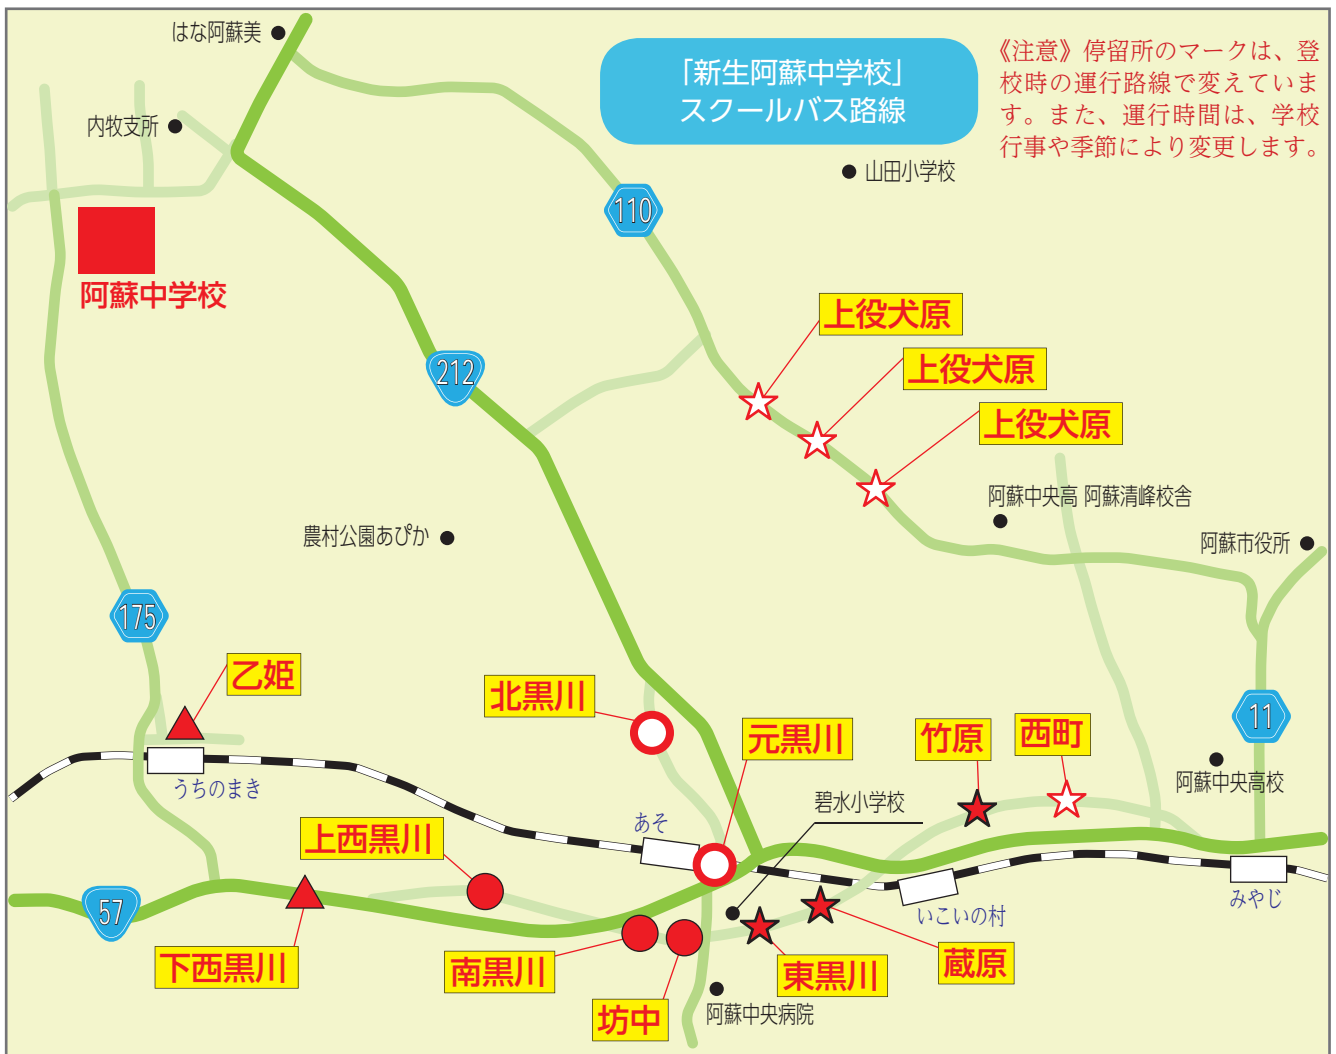 はな阿蘇美
「新生阿蘇中学校」
スクールバス路線
《注意》停留所のマークは、登
校時の運行路線で変えていま
す。また、運行時間は、学校
行事や季節により変更します。
内牧支所
山田小学校
110
阿蘇中学校
上役犬原
212
上役犬原
上役犬原
阿蘇中央高 阿蘇清峰校舎
農村公園あぴか
阿蘇市役所
175
乙姫
北黒川
元黒川
竹原
西町
11
阿蘇中央高校
うちのまき
碧水小学校
あそ
上西黒川
みやじ
57
いこいの村
下西黒川
南黒川
東黒川
蔵原
坊中
阿蘇中央病院